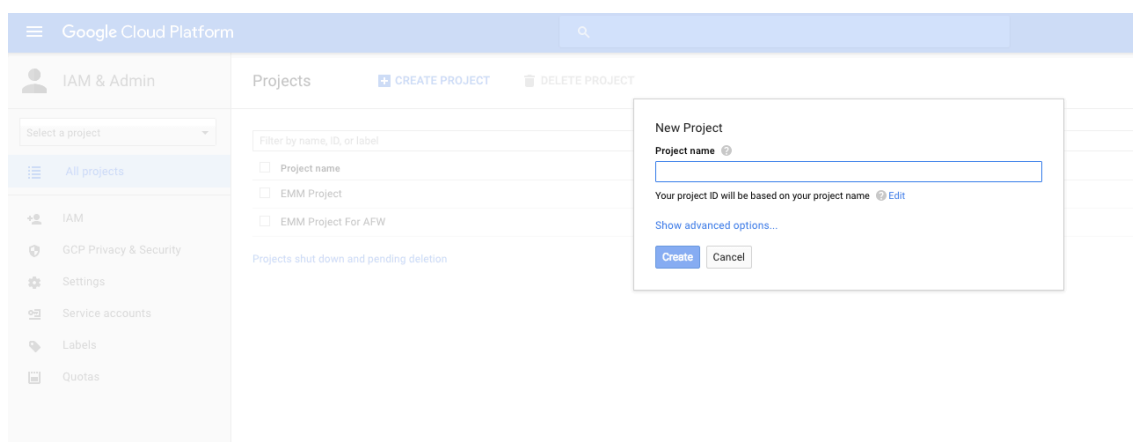 Google Cloud Platform
IAM & Admin
Projects
CREATE PROJECT
DELETE PROJECT
Select a project
All projects
IAM
GCP Privacy & Security
Settings
Service accounts
Labels
Quotas
Filter by name, ID, or label
Project name
EMM Project
EMM Project For AFW
Projects shut down and pending deletion
New Project
Project name
Your project ID will be based on your project name Edit
Show advanced options...
Create Cancel